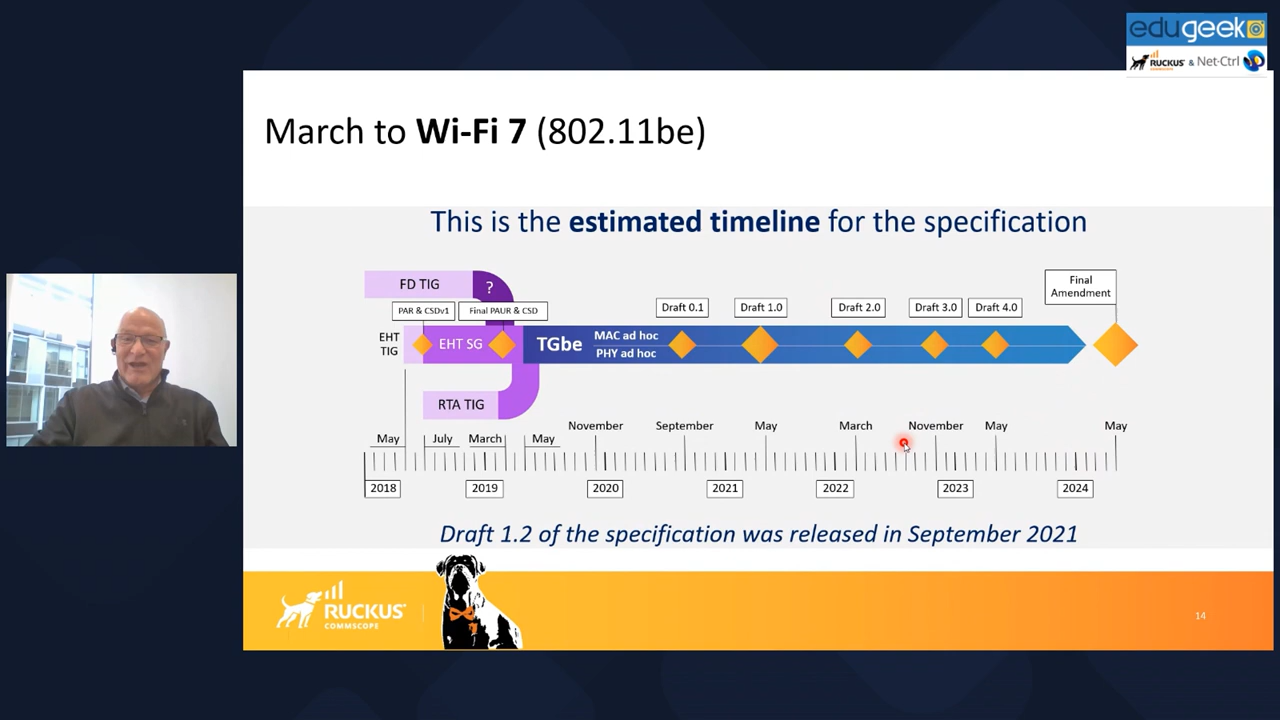 edugeek
RUCKUS & Net-Ctrl
COMMSCOPE
March to Wi-Fi 7 (802.11be)
This is the estimated timeline for the specification
FD TIG
?
Final
Amendment
PAR & CSDv1
Final PAUR & CSD
Draft 0.1
Draft 1.0
Draft 2.0
Draft 3.0
Draft 4.0
EHT
TIG
EHT SG
TGbe
MAC ad hoc
PHY ad hoc
RTA TIG
May
July
March
May
November
September
May
March
November
May
May
2018
2019
2020
2021
2022
2023
2024
Draft 1.2 of the specification was released in September 2021
RUCKUS
COMMSCOPE
14